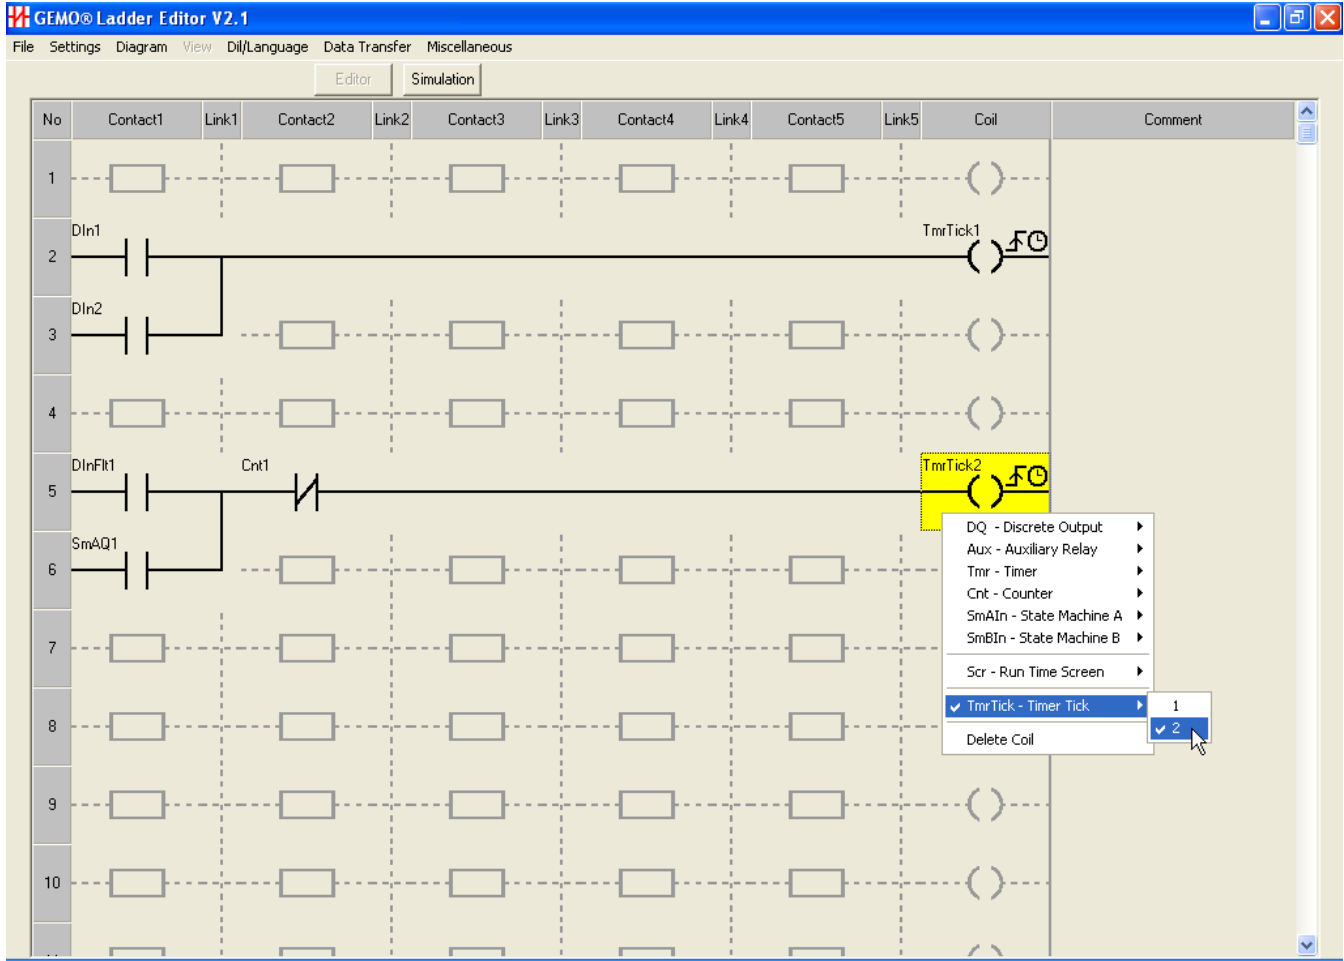 GEMO® Ladder Editor V2.1
File Settings Diagram View Dil/Language Data Transfer Miscellaneous
Editor Simulation
No Contact1 Link1 Contact2 Link2 Contact3 Link3 Contact4 Link4 Contact5 Link5 Coil Comment
1
DIn1 TmrTick1
2
DIn2
3
4
DInFlt1 Cnt1 TmrTick2
5
DQ - Discrete Output
SmAQ1
Aux - Auxiliary Relay
6
Tmr - Timer
Cnt - Counter
SmAIn - State Machine A
SmBIn - State Machine B
7
Scr - Run Time Screen
TmrTick - Timer Tick 1
8
2
Delete Coil
9
10